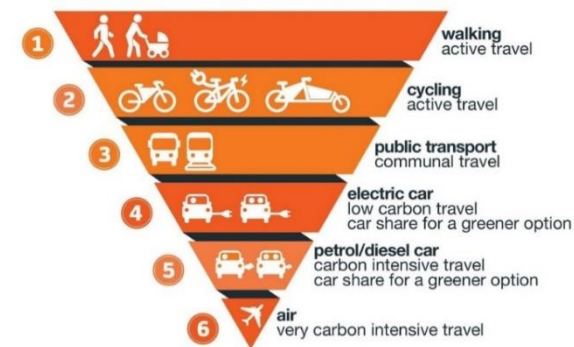 1
walking
active travel
2
cycling
active travel
3
public transport
communal travel
4
electric car
low carbon travel
car share for a greener option
5
petrol/diesel car
carbon intensive travel
car share for a greener option
6
air
very carbon intensive travel